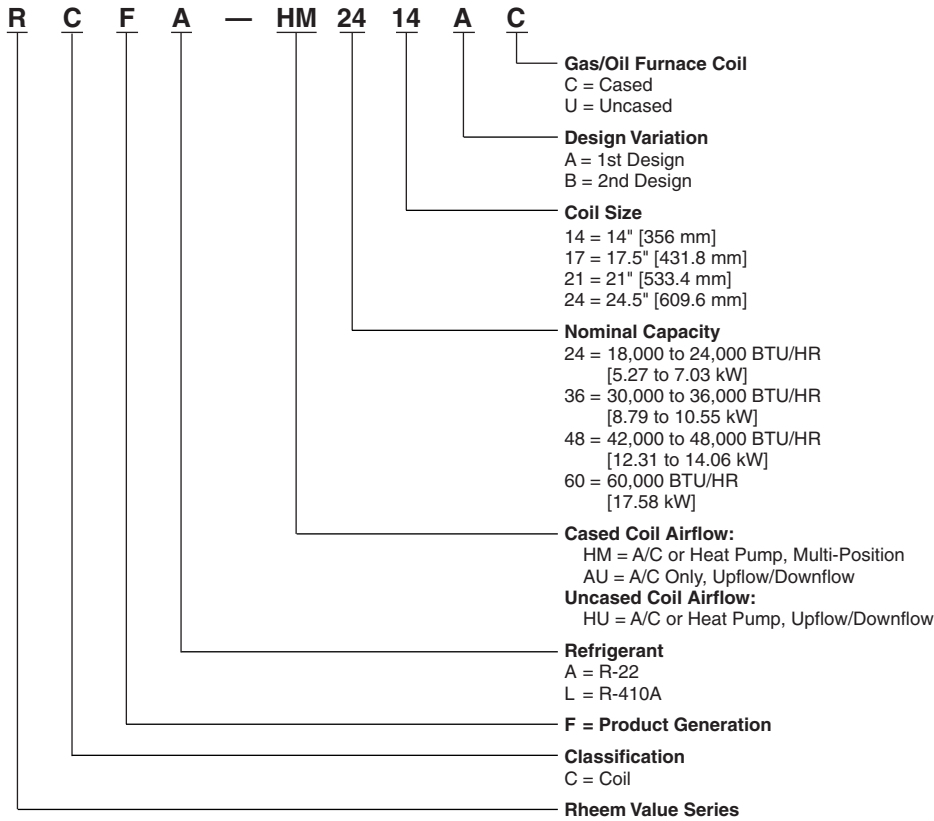 R C F A — HM 24 14 A C
Gas/Oil Furnace Coil
C = Cased
U = Uncased
Design Variation
A = 1st Design
B = 2nd Design
Coil Size
14 = 14" [356 mm]
17 = 17.5" [431.8 mm]
21 = 21" [533.4 mm]
24 = 24.5" [609.6 mm]
Nominal Capacity
24 = 18,000 to 24,000 BTU/HR
[5.27 to 7.03 kW]
36 = 30,000 to 36,000 BTU/HR
[8.79 to 10.55 kW]
48 = 42,000 to 48,000 BTU/HR
[12.31 to 14.06 kW]
60 = 60,000 BTU/HR
[17.58 kW]
Cased Coil Airflow:
HM = A/C or Heat Pump, Multi-Position
AU = A/C Only, Upflow/Downflow
Uncased Coil Airflow:
HU = A/C or Heat Pump, Upflow/Downflow
Refrigerant
A = R-22
L = R-410A
F = Product Generation
Classification
C = Coil
Rheem Value Series